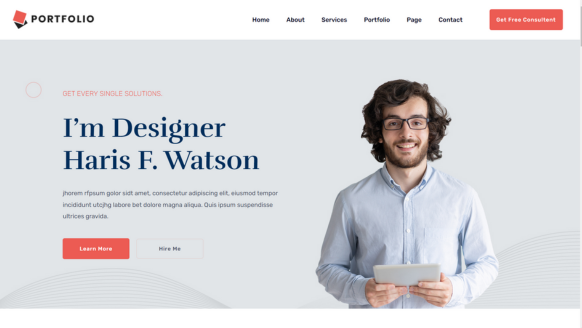 PORTFOLIO
Home About Services Portfolio Page Contact Get Free Consultent
GET EVERY SINGLE SOLUTIONS.
I'm Designer
Haris F. Watson
Jhorem rfpsum golor sidt amet, consectetur adipiscing elit, eiusmod tempor
incididunt utojhg labore bet dolore magna aliqua. Quis ipsum suspendisse
ultrices gravida.
Learn More Hire Me